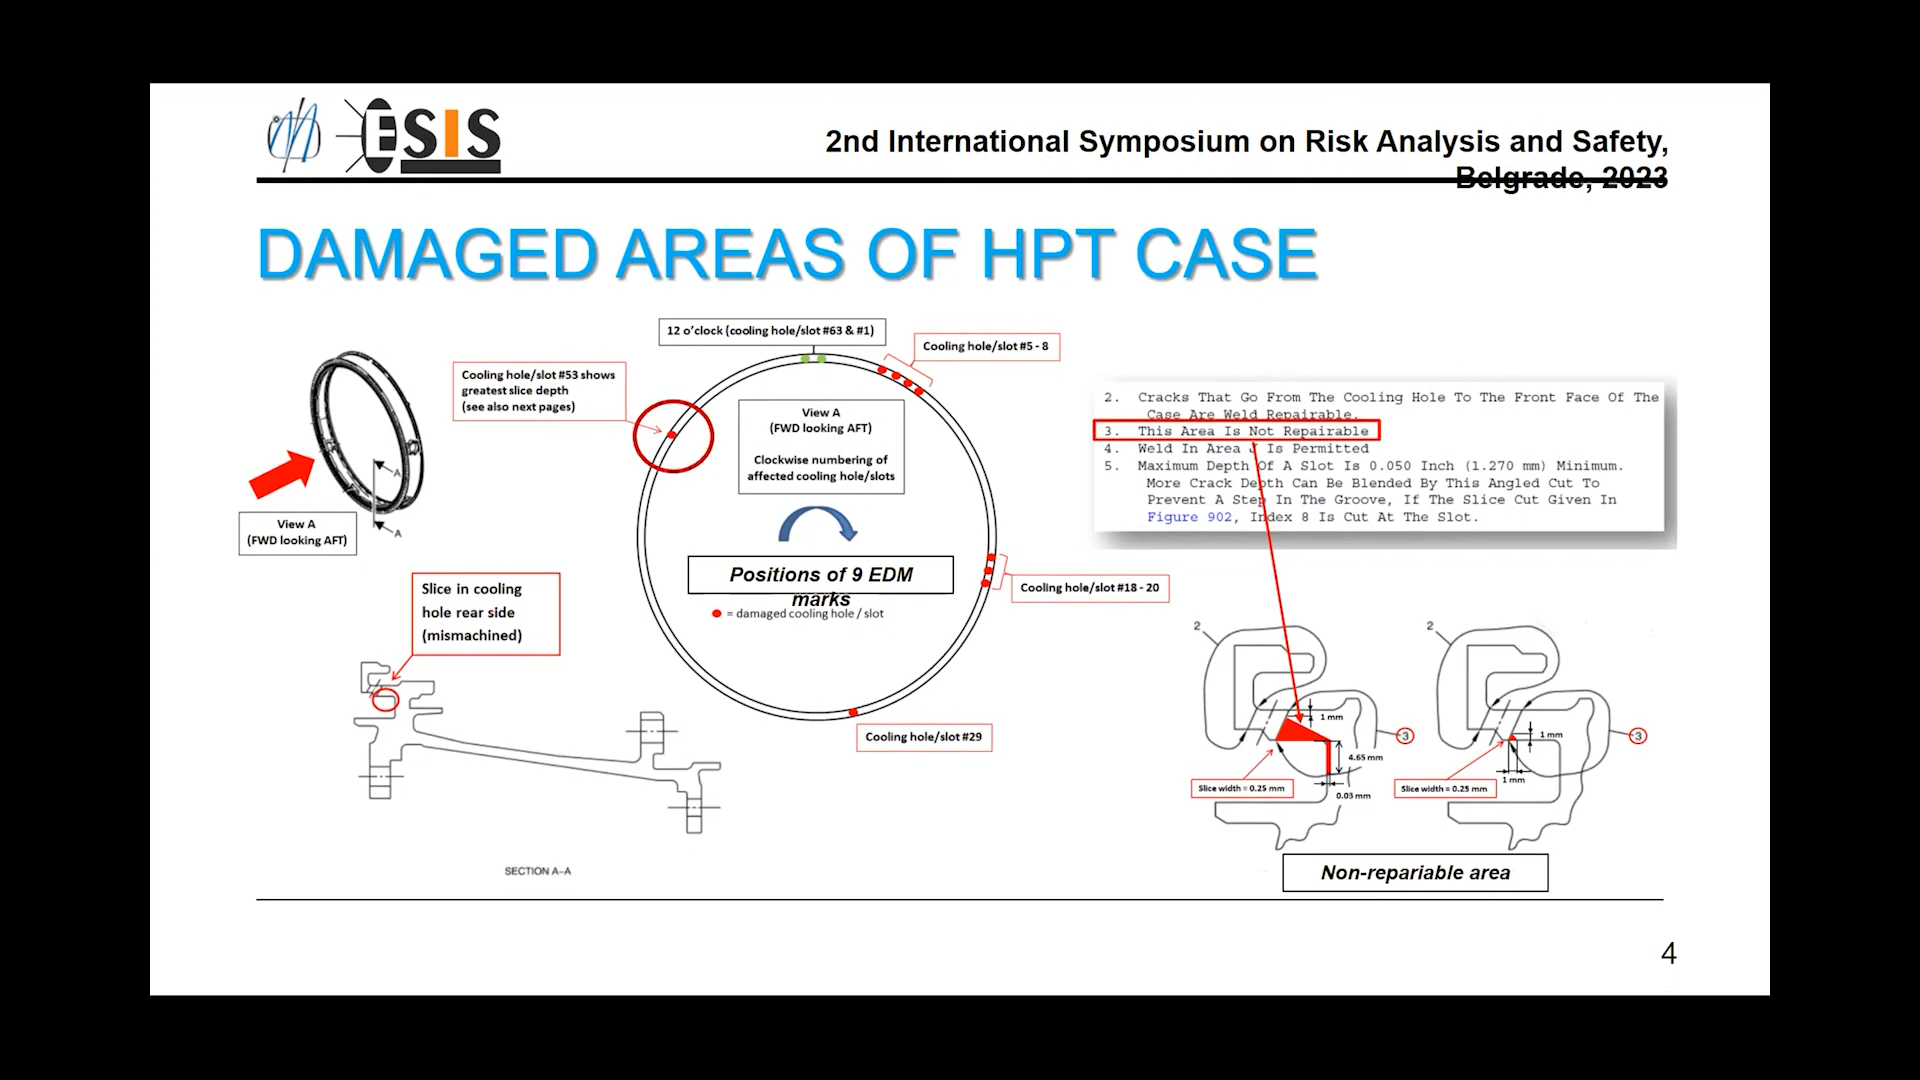 ESIS
2nd International Symposium on Risk Analysis and Safety,
Belgrade, 2023
DAMAGED AREAS OF HPT CASE
12 o'clock (cooling hole/slot #63 & #1)
Cooling hole/slot #5 - 8
Cooling hole/slot #53 shows
greatest slice depth
(see also next pages)
View A
(FWD looking AFT)
Clockwise numbering of
affected cooling hole/slots
Positions of 9 EDM
marks
= damaged cooling hole / slot
Cooling hole/slot #18 - 20
Cooling hole/slot #29
A
A
View A
(FWD looking AFT)
Slice in cooling
hole rear side
(mismachined)
SECTION A-A
2. Cracks That Go From The Cooling Hole To The Front Face Of The
Case Are Weld Repairable.
3. This Area Is Not Repairable
4. Weld In Area J Is Permitted
5. Maximum Depth Of A Slot Is 0.050 Inch (1.270 mm) Minimum.
More Crack Depth Can Be Blended By This Angled Cut To
Prevent A Step In The Groove, If The Slice Cut Given In
Figure 902, Index 8 Is Cut At The Slot.
2
1 mm
3
4.65 mm
Slice width = 0.25 mm
0.03 mm
2
1 mm
3
1 mm
Slice width = 0.25 mm
Non-repariable area
4